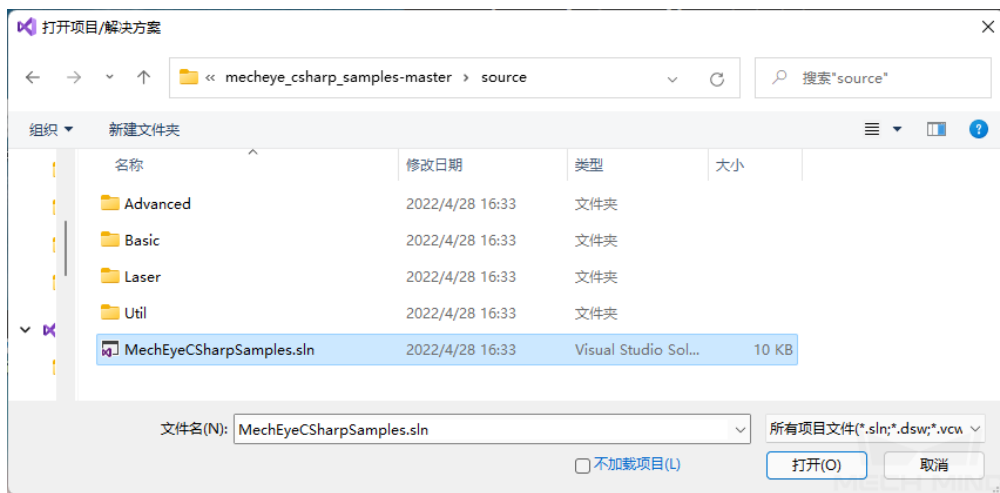 打开项目/解决方案
« mecheye_csharp_samples-master › source 搜索"source"
组织 新建文件夹
名称 修改日期 类型 大小
Advanced 2022/4/28 16:33 文件夹
Basic 2022/4/28 16:33 文件夹
Laser 2022/4/28 16:33 文件夹
Util 2022/4/28 16:33 文件夹
MechEyeCSharpSamples.sln 2022/4/28 16:33 Visual Studio Sol... 10 KB
文件名(N): MechEyeCSharpSamples.sln 所有项目文件(*.sln;*.dsw;*.vcw
不加载项目(L) 打开(O) 取消
MECH MIND